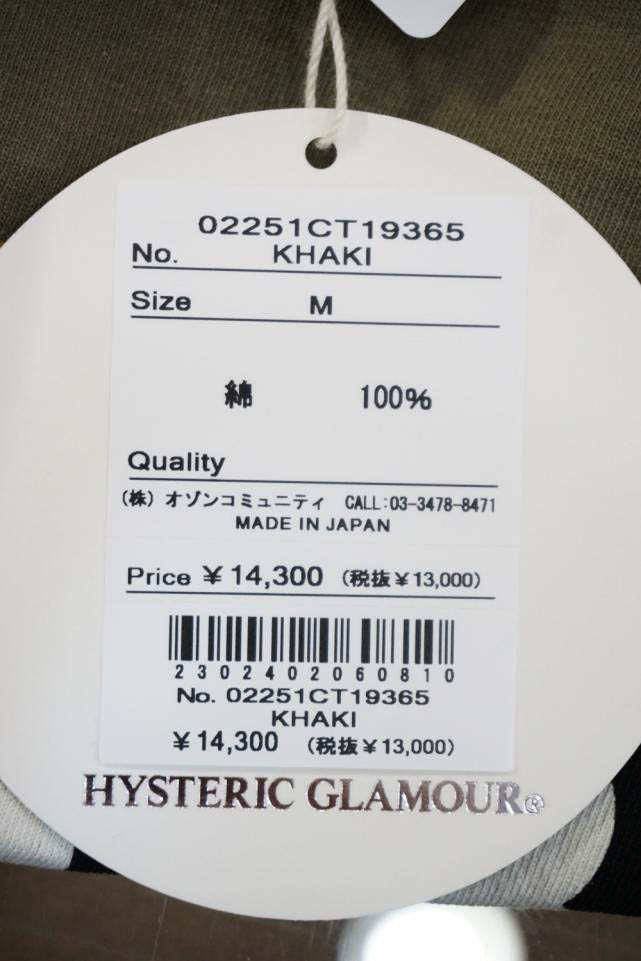 02251CT19365
No. KHAKI
Size M
綿 100%
Quality
(株) オゾンコミュニティ CALL:03-3478-8471
MADE IN JAPAN
Price ¥14,300 (税抜¥13,000)
2302402060810
No. 02251CT19365
KHAKI
¥14,300 (税抜¥13,000)
HYSTERIC GLAMOUR®